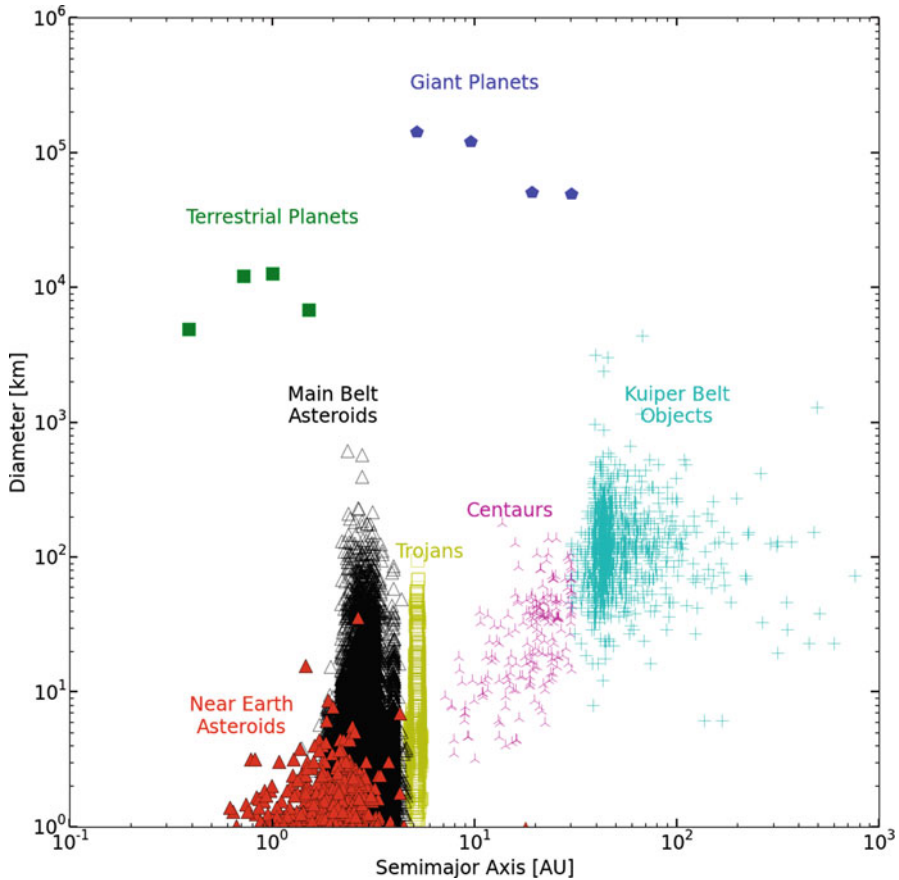 10^6
Giant Planets
10^5
Terrestrial Planets
10^4
Main Belt
Asteroids
Kuiper Belt
Objects
10^3
Diameter [km]
Centaurs
10^2
Trojans
10^1
Near Earth
Asteroids
10^0
10^-1
10^0
10^1
10^2
10^3
Semimajor Axis [AU]